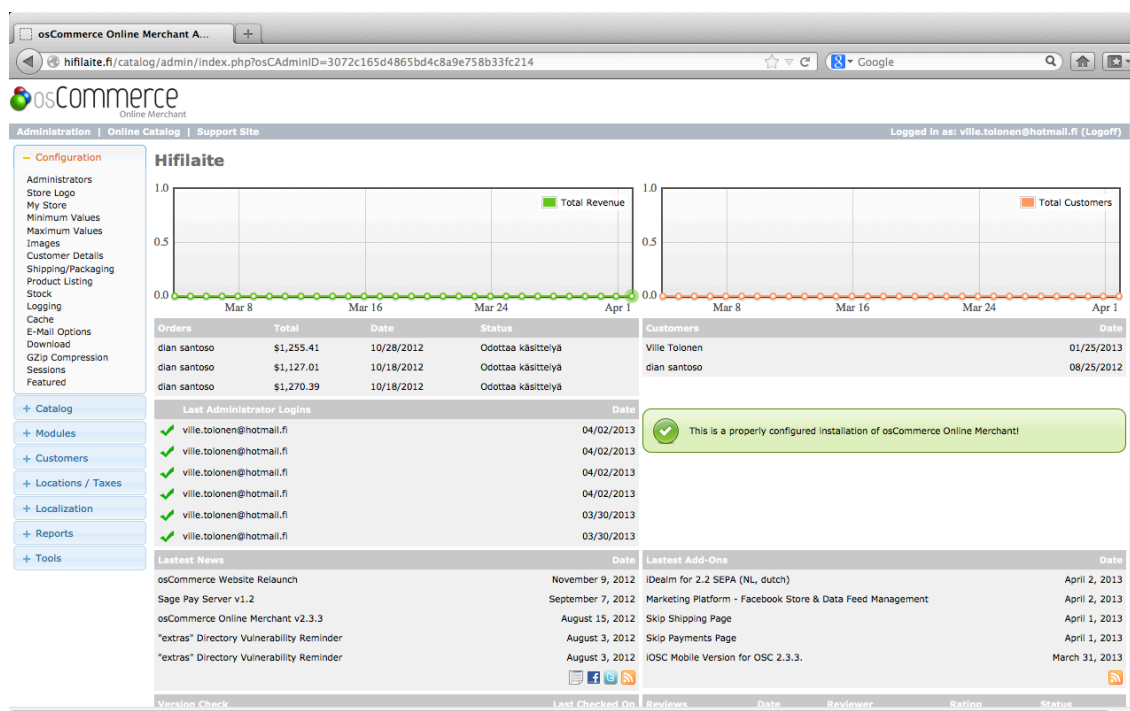 osCommerce Online Merchant A...
hifilaite.fi/catalog/admin/index.php?osCAdminID=3072c165d4865bd4c8a9e758b33fc214
Google
osCommerce
Online Merchant
Administration | Online Catalog | Support Site
Logged in as: ville.tolonen@hotmail.fi (Logoff)
Configuration
Administrators
Store Logo
My Store
Minimum Values
Maximum Values
Images
Customer Details
Shipping/Packaging
Product Listing
Stock
Logging
Cache
E-Mail Options
Download
GZip Compression
Sessions
Featured
+ Catalog
+ Modules
+ Customers
+ Locations / Taxes
+ Localization
+ Reports
+ Tools
Hifilaite
1.0
0.5
0.0
Total Revenue
Mar 8 Mar 16 Mar 24 Apr 1
1.0
0.5
0.0
Total Customers
Mar 8 Mar 16 Mar 24 Apr 1
Orders Total Date Status
dian santoso $1,255.41 10/28/2012 Odottaa käsittelyä
dian santoso $1,127.01 10/18/2012 Odottaa käsittelyä
dian santoso $1,270.39 10/18/2012 Odottaa käsittelyä
Customers Date
Ville Tolonen 01/25/2013
dian santoso 08/25/2012
Last Administrator Logins Date
ville.tolonen@hotmail.fi 04/02/2013
ville.tolonen@hotmail.fi 04/02/2013
ville.tolonen@hotmail.fi 04/02/2013
ville.tolonen@hotmail.fi 04/02/2013
ville.tolonen@hotmail.fi 03/30/2013
ville.tolonen@hotmail.fi 03/30/2013
This is a properly configured installation of osCommerce Online Merchant!
Lastest News Date
osCommerce Website Relaunch November 9, 2012
Sage Pay Server v1.2 September 7, 2012
osCommerce Online Merchant v2.3.3 August 15, 2012
"extras" Directory Vulnerability Reminder August 3, 2012
"extras" Directory Vulnerability Reminder August 3, 2012
Lastest Add-Ons Date
iDealm for 2.2 SEPA (NL, dutch) April 2, 2013
Marketing Platform - Facebook Store & Data Feed Management April 2, 2013
Skip Shipping Page April 1, 2013
Skip Payments Page April 1, 2013
iOSC Mobile Version for OSC 2.3.3. March 31, 2013
Version Check Last Checked On
Reviews Date Reviewer Rating Status